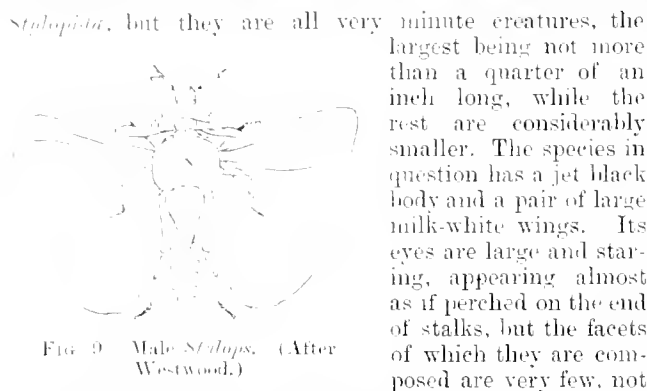 Stylopista, but they are all very minute creatures, the
largest being not more
than a quarter of an
inch long, while the
rest are considerably
smaller. The species in
question has a jet black
body and a pair of large
milk-white wings. Its
eyes are large and star-
ing, appearing almost
as if perched on the end
of stalks, but the facets
of which they are com-
posed are very few, not
Fig 9 Male Stylops. (After
Westwood.)